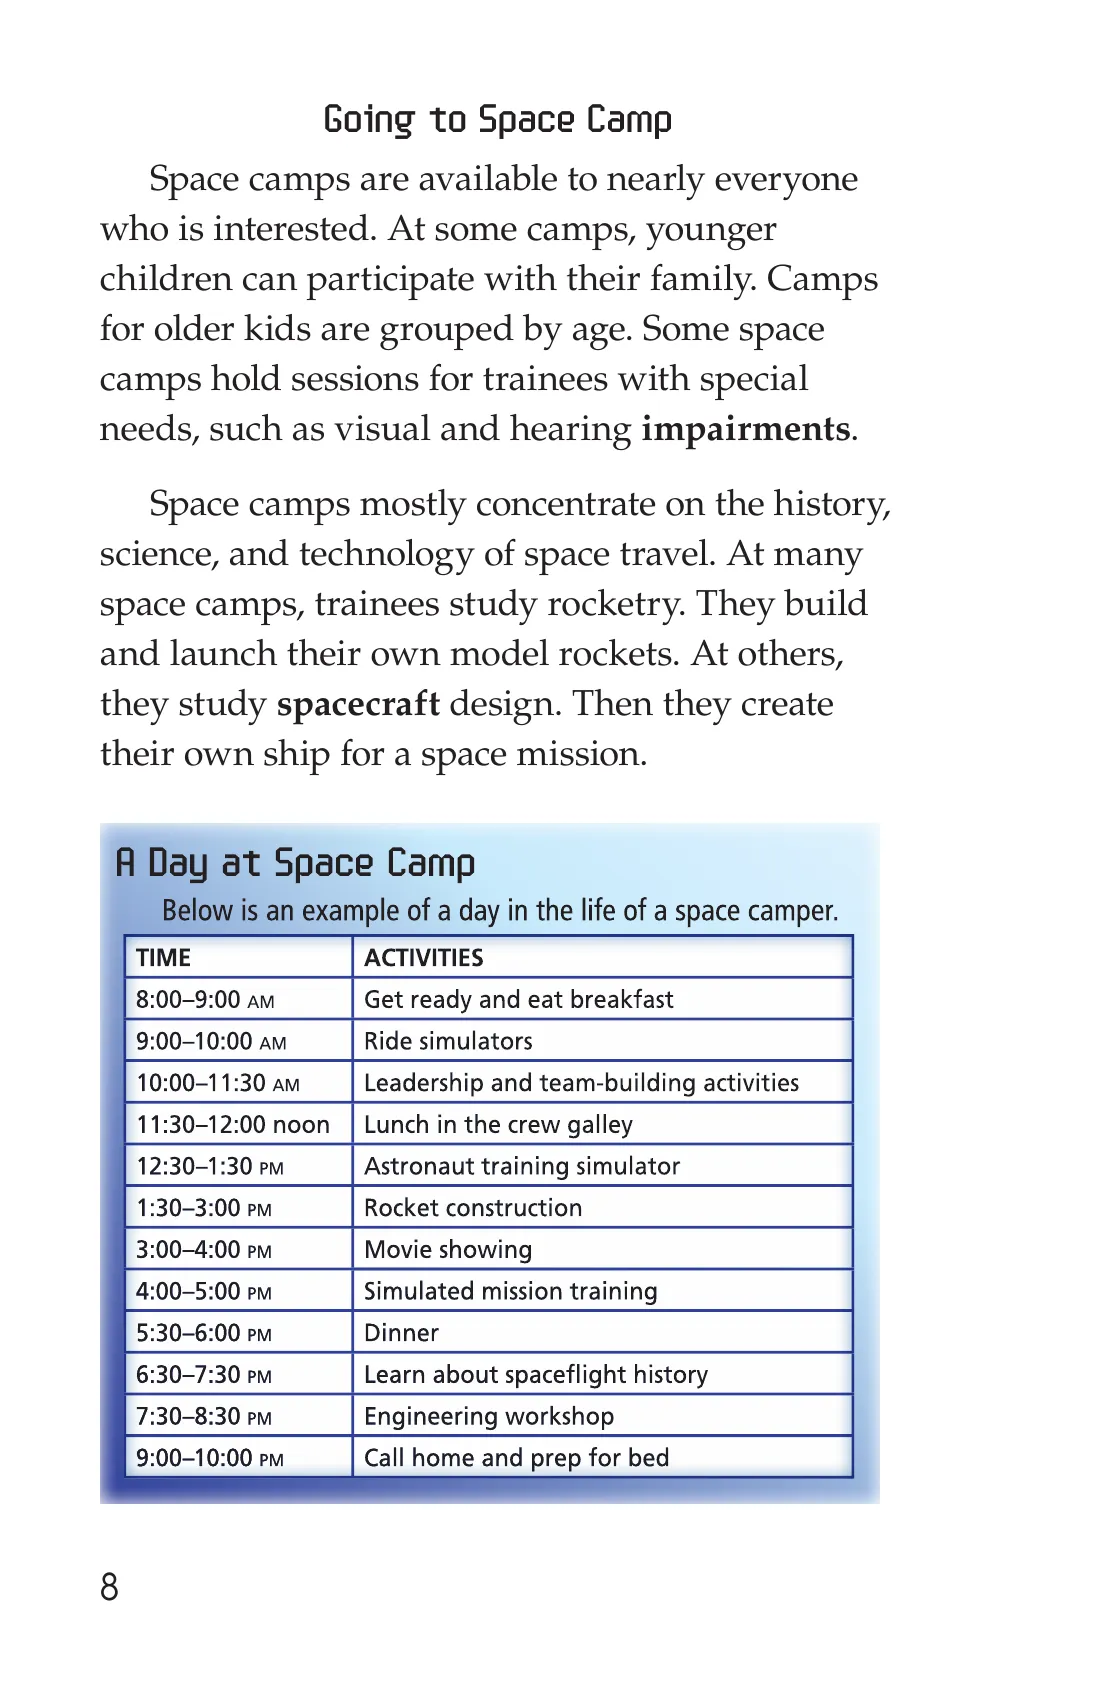 Going to Space Camp
Space camps are available to nearly everyone
who is interested. At some camps, younger
children can participate with their family. Camps
for older kids are grouped by age. Some space
camps hold sessions for trainees with special
needs, such as visual and hearing impairments.
Space camps mostly concentrate on the history,
science, and technology of space travel. At many
space camps, trainees study rocketry. They build
and launch their own model rockets. At others,
they study spacecraft design. Then they create
their own ship for a space mission.
A Day at Space Camp
Below is an example of a day in the life of a space camper.
TIME ACTIVITIES
8:00–9:00 AM Get ready and eat breakfast
9:00–10:00 AM Ride simulators
10:00–11:30 AM Leadership and team-building activities
11:30–12:00 noon Lunch in the crew galley
12:30–1:30 PM Astronaut training simulator
1:30–3:00 PM Rocket construction
3:00–4:00 PM Movie showing
4:00–5:00 PM Simulated mission training
5:30–6:00 PM Dinner
6:30–7:30 PM Learn about spaceflight history
7:30–8:30 PM Engineering workshop
9:00–10:00 PM Call home and prep for bed
8